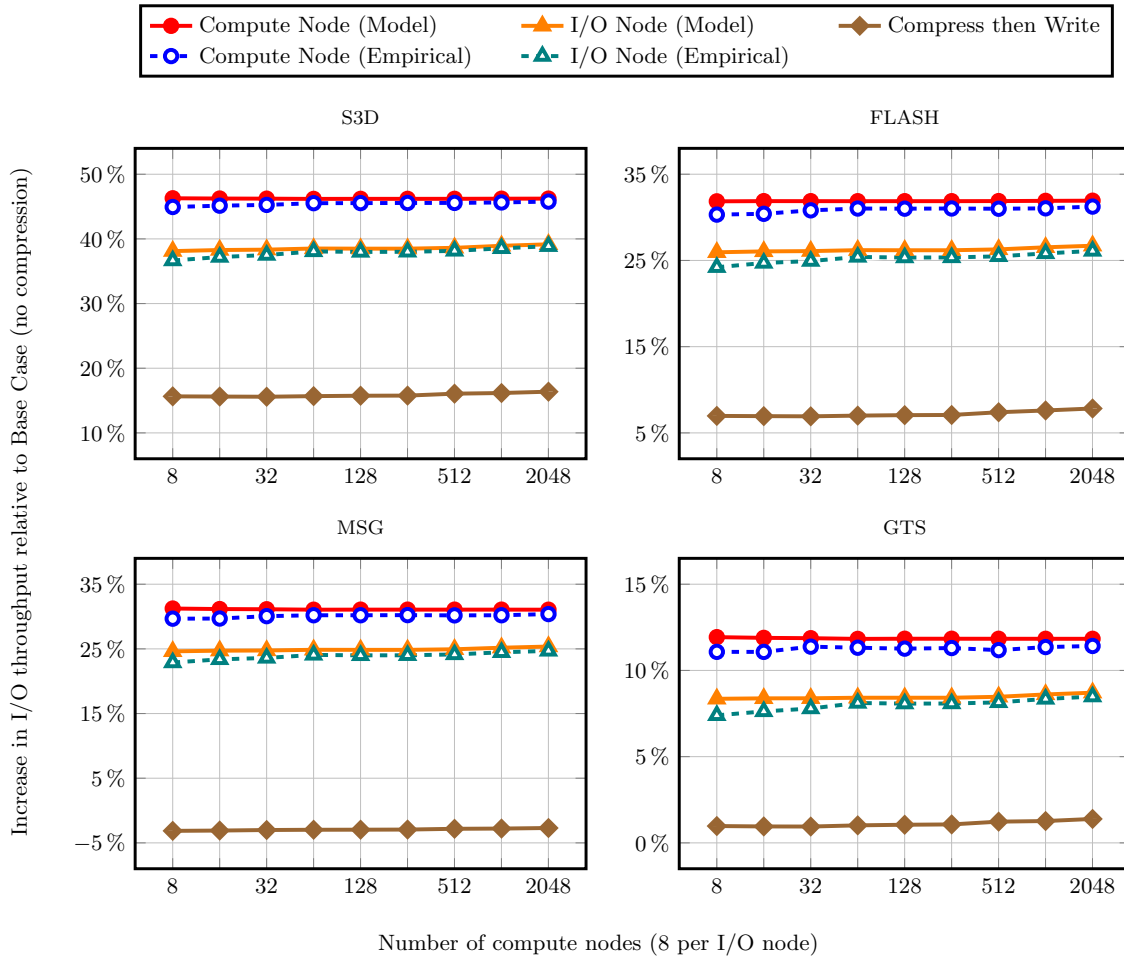 Compute Node (Model)
I/O Node (Model)
Compress then Write
Compute Node (Empirical)
I/O Node (Empirical)
Increase in I/O throughput relative to Base Case (no compression)
S3D
50 %
40 %
30 %
20 %
10 %
8 32 128 512 2048
FLASH
35 %
25 %
15 %
5 %
8 32 128 512 2048
MSG
35 %
25 %
15 %
5 %
−5 %
8 32 128 512 2048
GTS
15 %
10 %
5 %
0 %
8 32 128 512 2048
Number of compute nodes (8 per I/O node)